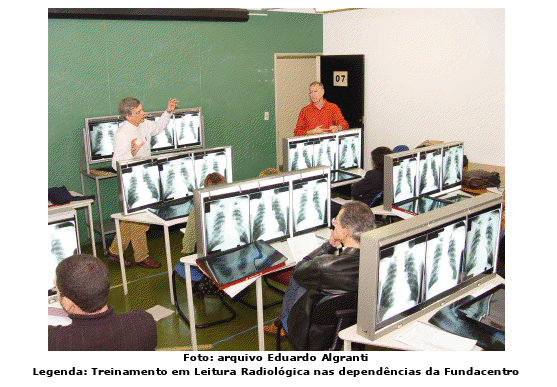 07
Foto: arquivo Eduardo Algranti
Legenda: Treinamento em Leitura Radiológica nas dependências da Fundacentro